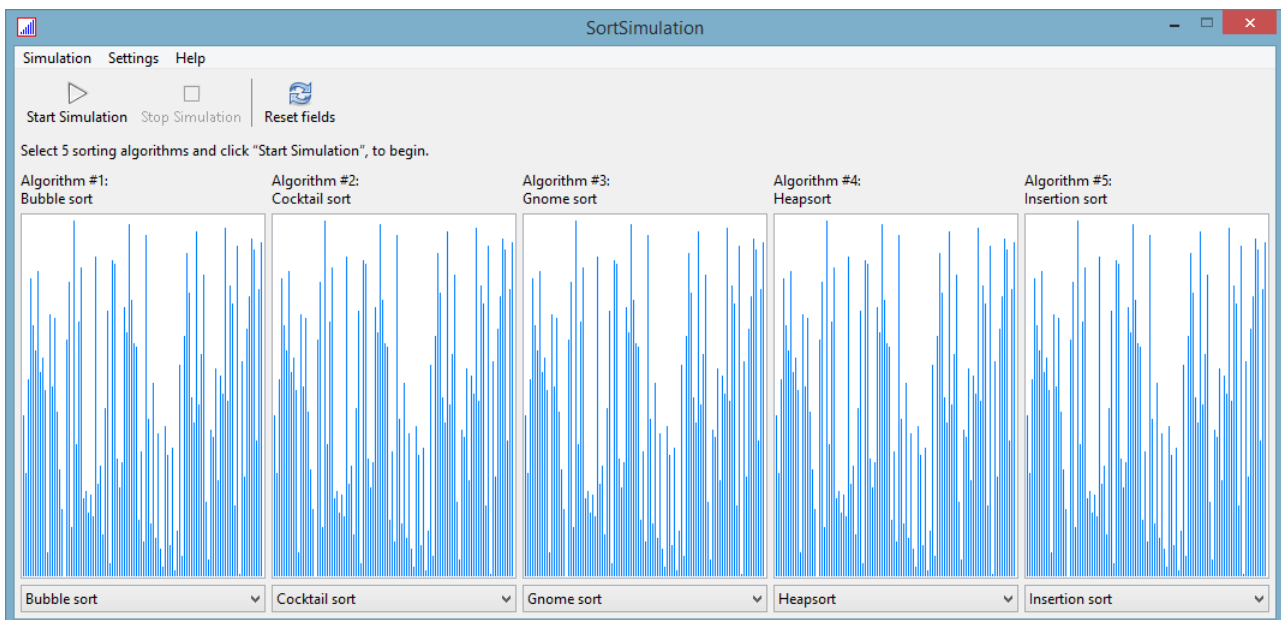 SortSimulation
Simulation Settings Help
Start Simulation Stop Simulation Reset fields
Select 5 sorting algorithms and click “Start Simulation”, to begin.
Algorithm #1: Algorithm #2: Algorithm #3: Algorithm #4: Algorithm #5:
Bubble sort Cocktail sort Gnome sort Heapsort Insertion sort
Bubble sort Cocktail sort Gnome sort Heapsort Insertion sort